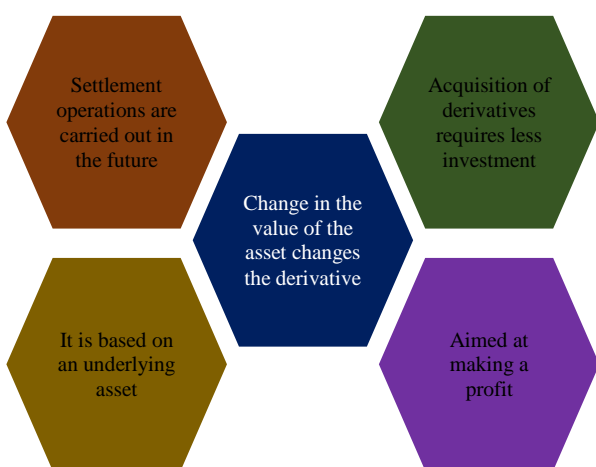 Settlement
operations are
carried out in
the future
Acquisition of
derivatives
requires less
investment
Change in the
value of the
asset changes
the derivative
It is based on
an underlying
asset
Aimed at
making a
profit